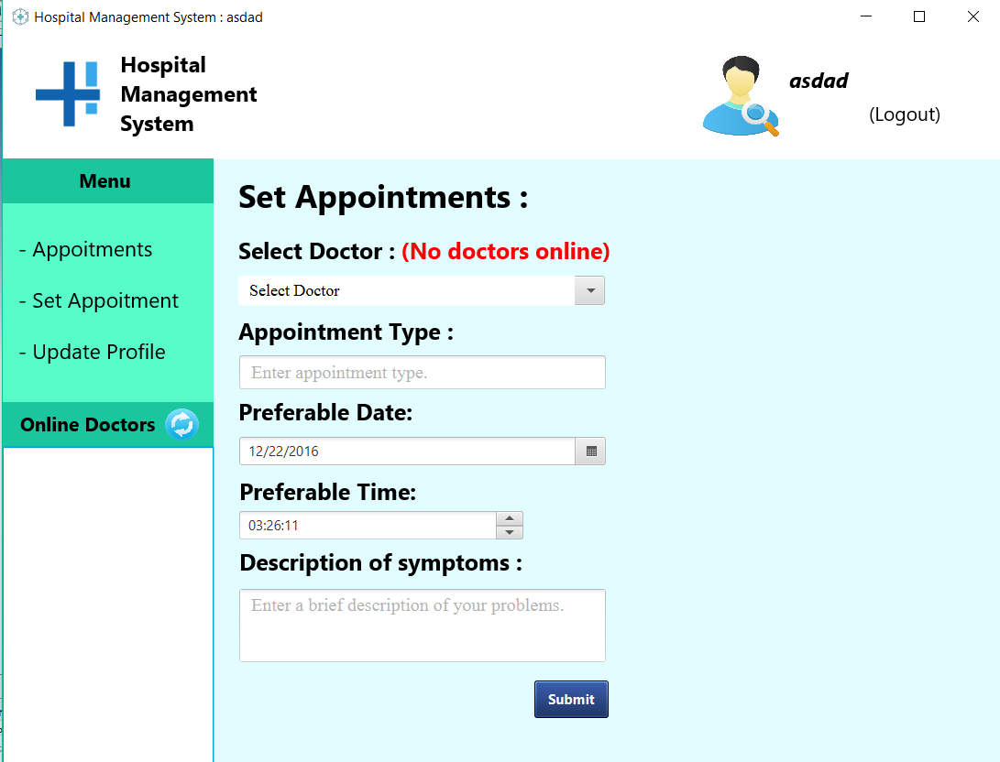 Hospital Management System : asdad
Hospital
Management
System
asdad
(Logout)
Menu
- Appoitments
- Set Appoitment
- Update Profile
Online Doctors
Set Appointments :
Select Doctor : (No doctors online)
Select Doctor
Appointment Type :
Enter appointment type.
Preferable Date:
12/22/2016
Preferable Time:
03:26:11
Description of symptoms :
Enter a brief description of your problems.
Submit